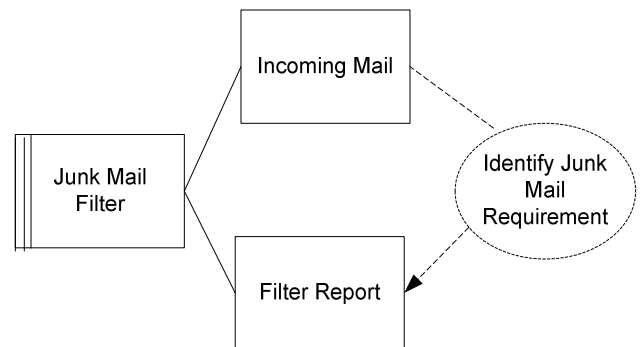 Incoming Mail
Junk Mail
Filter
Identify Junk
Mail
Requirement
Filter Report